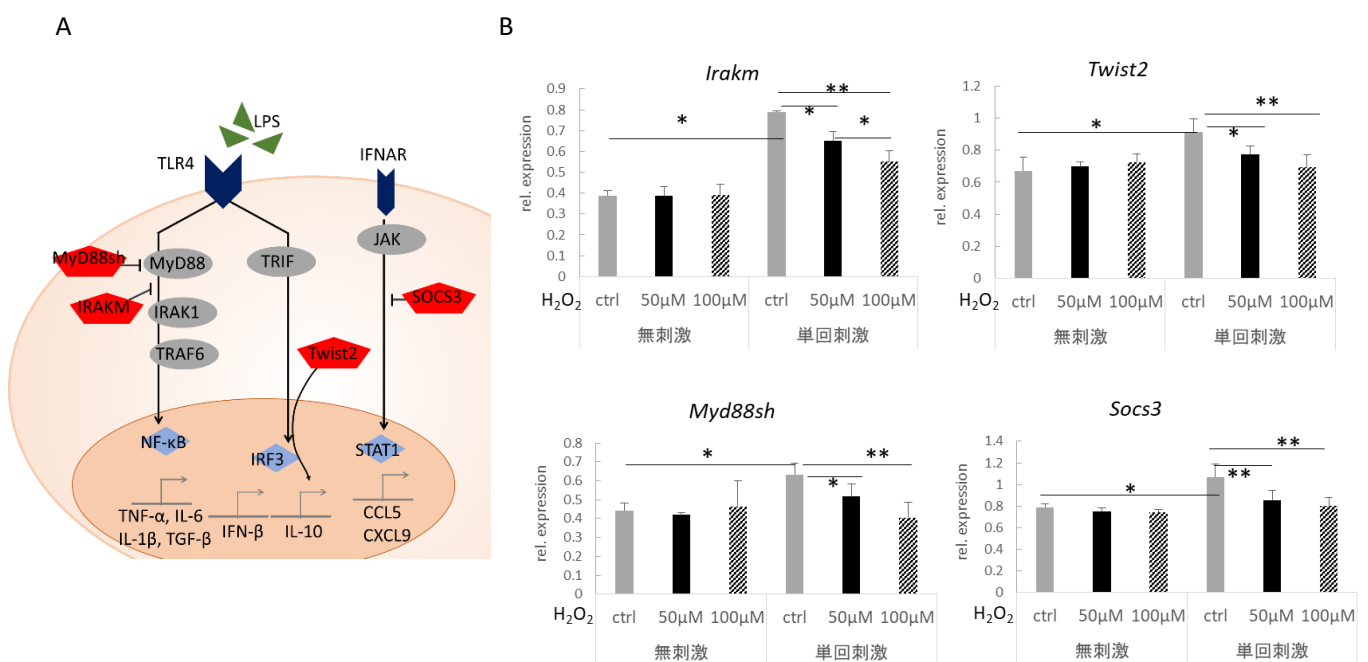 A
LPS
TLR4
IFNAR
JAK
MyD88sh
MyD88
TRIF
IRAKM
IRAK1
SOCS3
TRAF6
Twist2
NF-κB
IRF3
STAT1
TNF-α, IL-6
IL-1β, TGF-β
IFN-β
IL-10
CCL5
CXCL9
B
Irakm
rel. expression
0.9
0.8
0.7
0.6
0.5
0.4
0.3
0.2
0.1
0
*
**
*
*
H₂O₂ ctrl 50μM 100μM ctrl 50μM 100μM
無刺激 単回刺激
Twist2
rel. expression
1.2
1
0.8
0.6
0.4
0.2
0
*
**
*
H₂O₂ ctrl 50μM 100μM ctrl 50μM 100μM
無刺激 単回刺激
Myd88sh
rel. expression
0.8
0.7
0.6
0.5
0.4
0.3
0.2
0.1
0
*
**
*
H₂O₂ ctrl 50μM 100μM ctrl 50μM 100μM
無刺激 単回刺激
Socs3
rel. expression
1.4
1.2
1
0.8
0.6
0.4
0.2
0
**
**
*
H₂O₂ ctrl 50μM 100μM ctrl 50μM 100μM
無刺激 単回刺激